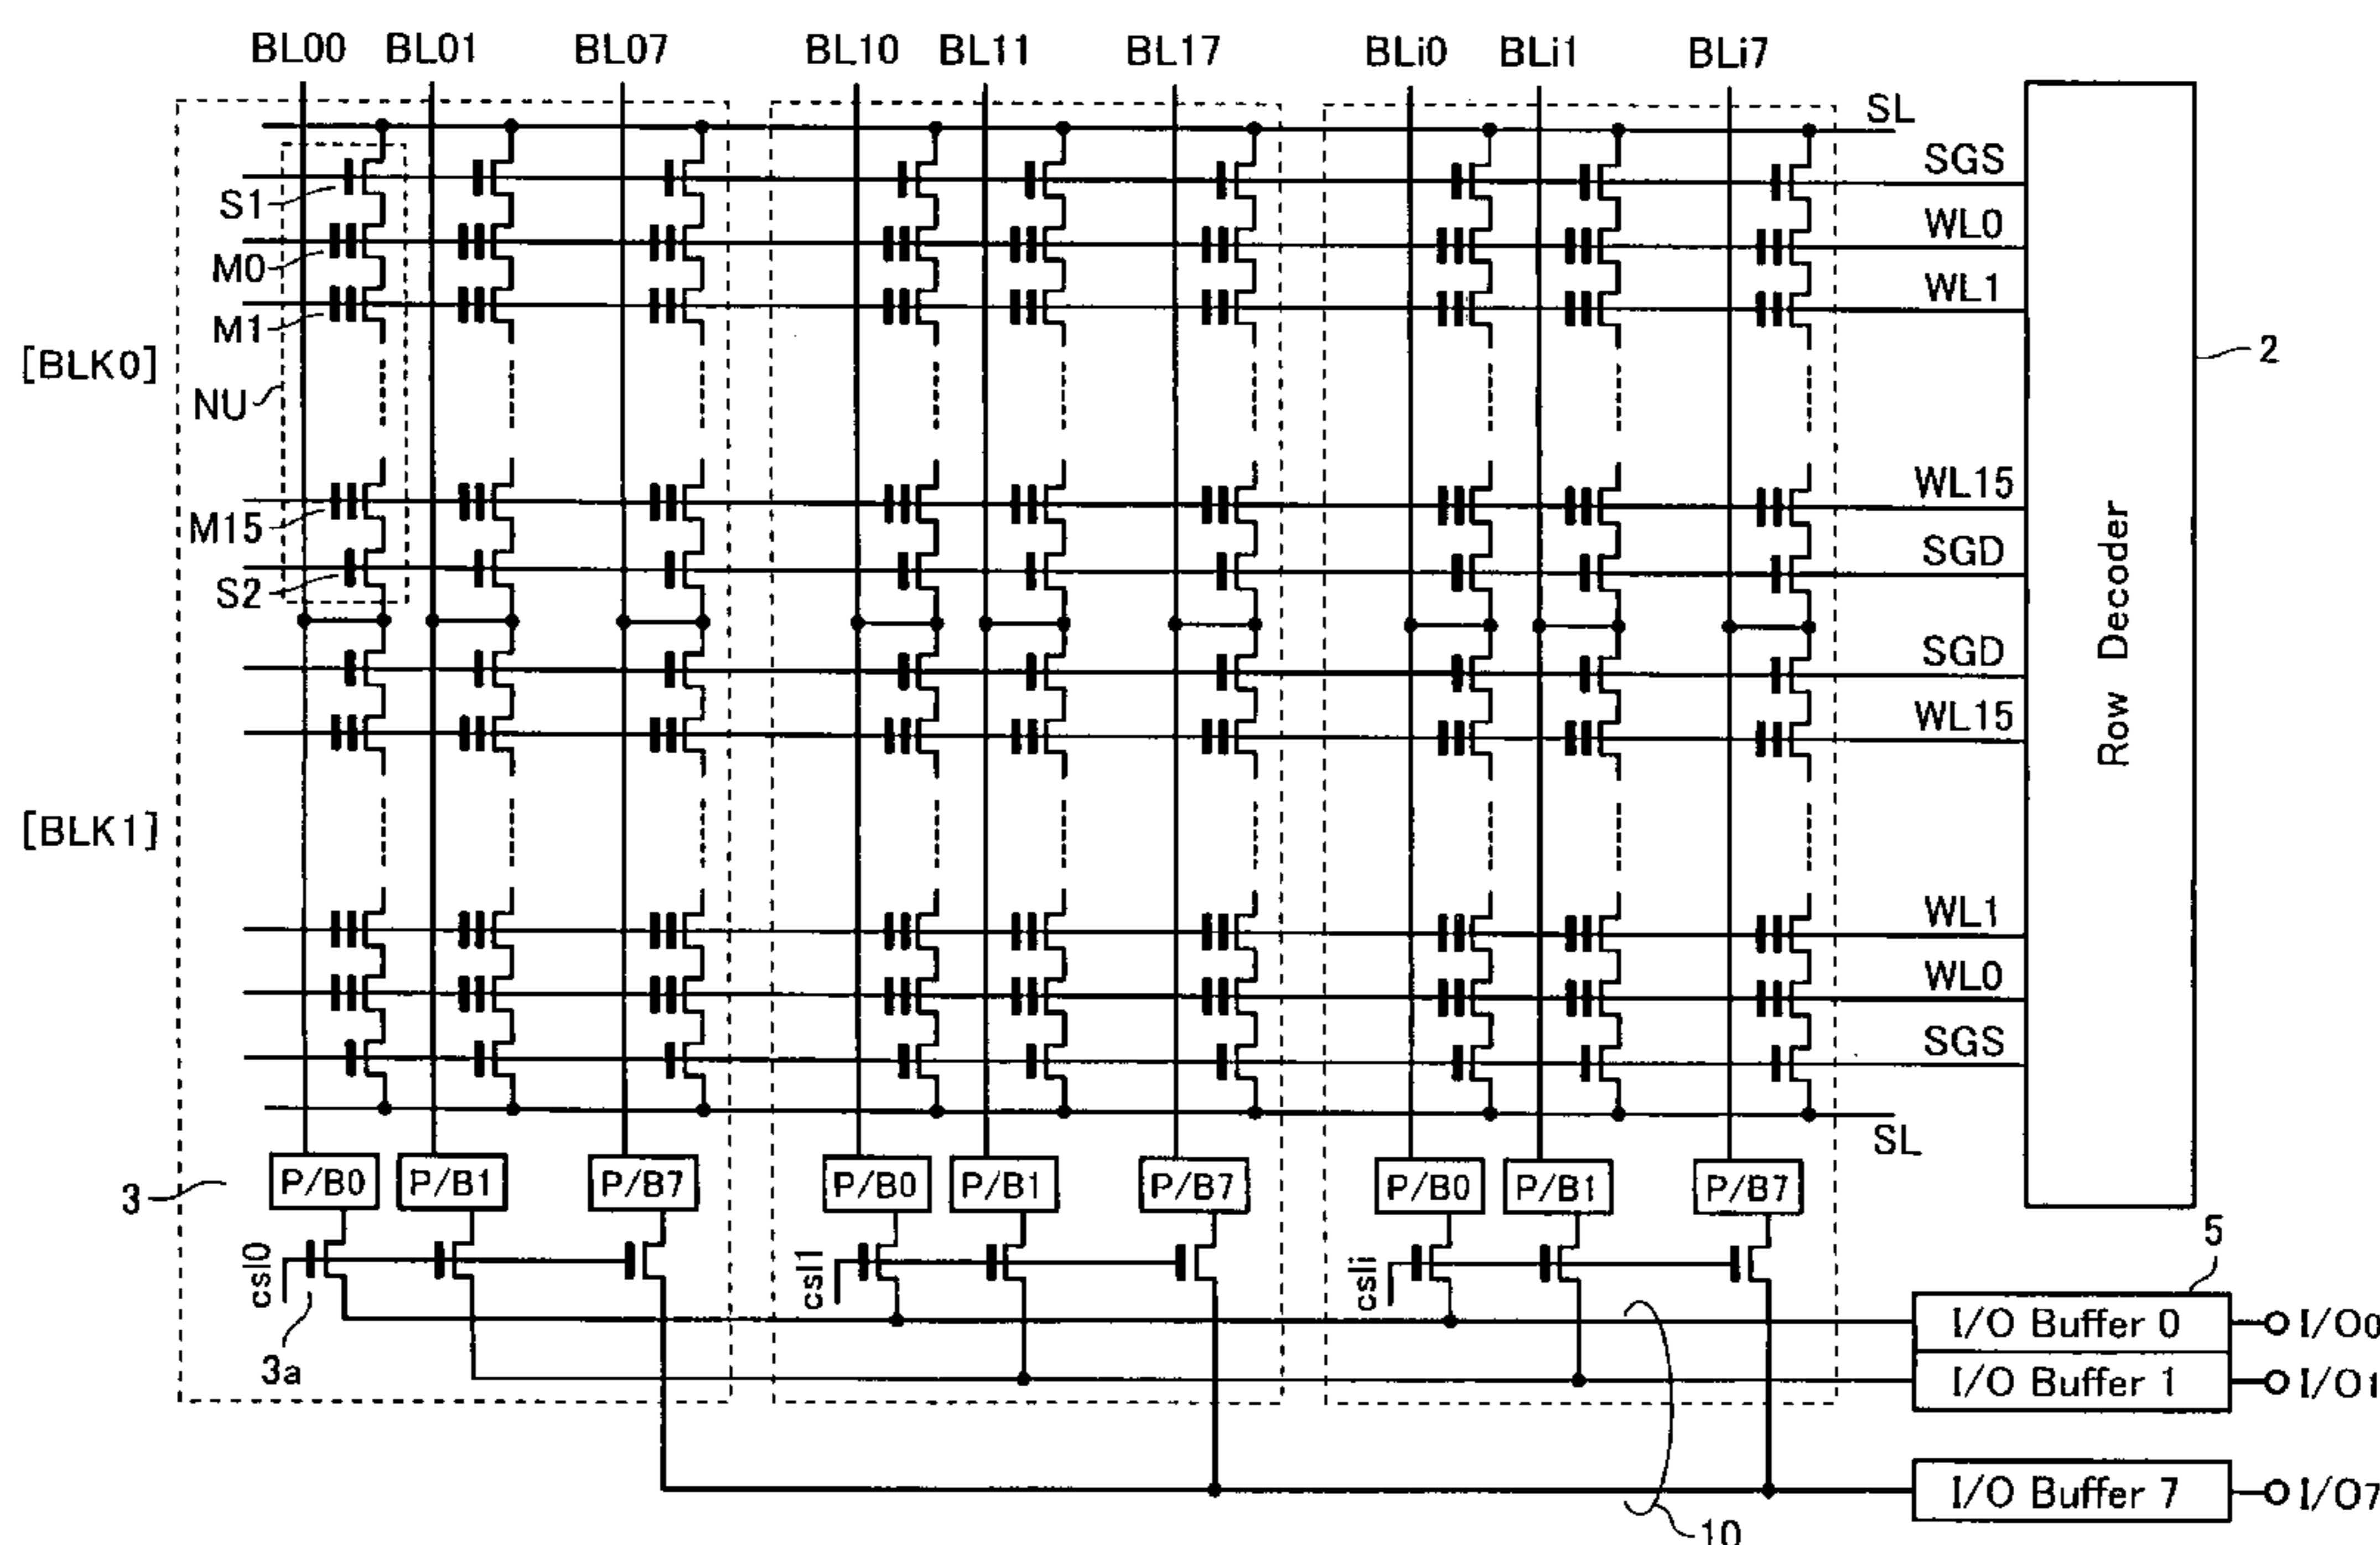 BL00 BL01 BL07 BL10 BL11 BL17 BLi0 BLi1 BLi7
SL
SGS
S1
WL0
M0
WL1
M1
[BLK0]
2
NU
WL15
M15
SGD
S2
Row Decoder
SGD
WL15
[BLK1]
WL1
WL0
SGS
SL
3
P/B0 P/B1 P/B7 P/B0 P/B1 P/B7 P/B0 P/B1 P/B7
5
csl0 csl1 csli
3a
I/O Buffer 0 I/O0
I/O Buffer 1 I/O1
I/O Buffer 7 I/O7
10